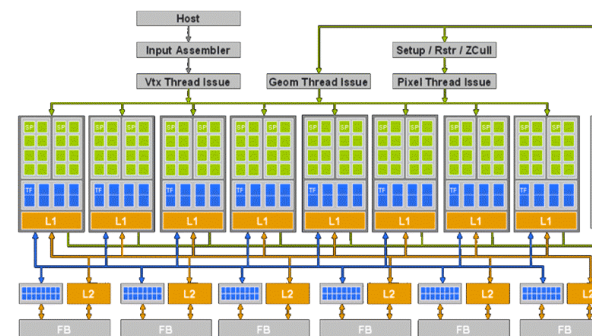 Host
Input Assembler
Setup / Rstr / ZCull
Vtx Thread Issue
Geom Thread Issue
Pixel Thread Issue
SP SP SP SP SP SP SP SP SP SP SP SP SP SP SP SP
TF TF TF TF TF TF TF TF
L1 L1 L1 L1 L1 L1 L1 L1
L2 L2 L2 L2 L2 L2
FB FB FB FB FB FB